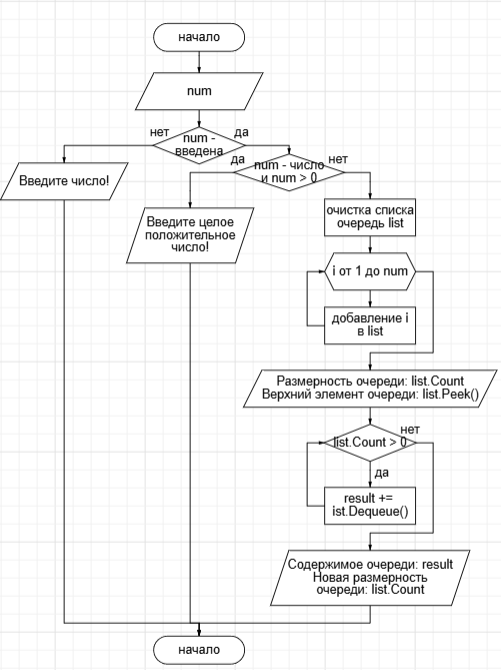 начало
num
нет
да
num -
введена
да
нет
num - число
и num > 0
Введите число!
Введите целое
положительное
число!
очистка списка
очередь list
i от 1 до num
добавление i
в list
Размерность очереди: list.Count
Верхний элемент очереди: list.Peek()
нет
list.Count > 0
да
result +=
ist.Dequeue()
Содержимое очереди: result
Новая размерность
очереди: list.Count
начало